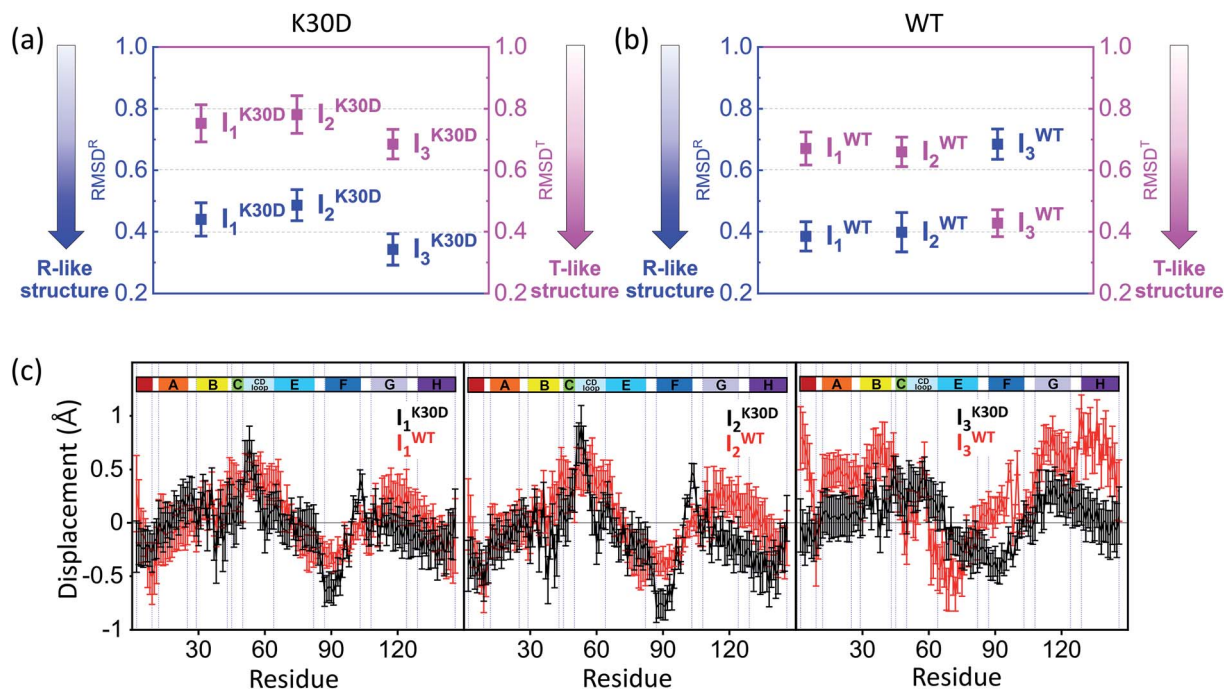 (a)
K30D
1.0
0.8
0.6
0.4
0.2
RMSD^R
R-like
structure
I₁^K30D
I₂^K30D
I₃^K30D
I₁^K30D
I₂^K30D
I₃^K30D
1.0
0.8
0.6
0.4
0.2
RMSD^T
T-like
structure
(b)
WT
1.0
0.8
0.6
0.4
0.2
RMSD^R
R-like
structure
I₁^WT
I₂^WT
I₃^WT
I₁^WT
I₂^WT
I₃^WT
1.0
0.8
0.6
0.4
0.2
RMSD^T
T-like
structure
(c)
Displacement (Å)
1
0.5
0
-0.5
-1
A B C CD loop E F G H
I₁^K30D
I₁^WT
30 60 90 120
Residue
A B C CD loop E F G H
I₂^K30D
I₂^WT
30 60 90 120
Residue
A B C CD loop E F G H
I₃^K30D
I₃^WT
30 60 90 120
Residue